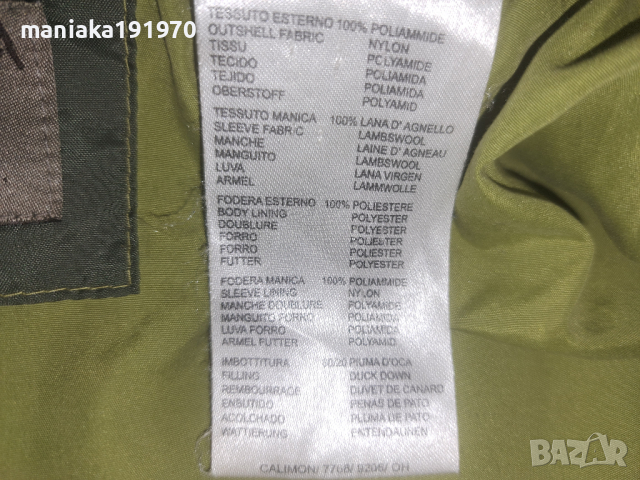 maniaka191970
TESSUTO ESTERNO 100% POLIAMMIDE
OUTSHELL FABRIC NYLON
TISSU POLYAMIDE
TECIDO POLIAMIDA
TEJIDO POLIAMIDA
OBERSTOFF POLYAMID
TESSUTO MANICA 100% LANA D'AGNELLO
SLEEVE FABRIC LAMBSWOOL
MANCHE LAINE D'AGNEAU
MANGUITO LAMBSWOOL
LUVA LANA VIRGEN
ARMEL LAMMWOLLE
FODERA ESTERNO 100% POLIESTERE
BODY LINING POLYESTER
DOUBLURE POLYESTER
FORRO POLIESTER
FORRO POLIESTER
FUTTER POLYESTER
FODERA MANICA 100% POLIAMMIDE
SLEEVE LINING NYLON
MANCHE DOUBLURE POLYAMIDE
MANGUITO FORRO POLIAMIDA
LUVA FORRO POLIAMIDA
ARMEL FUTTER POLYAMID
IMBOTTITURA 80/20 PIUMA D'OCA
FILLING DUCK DOWN
REMBOURRAGE DUVET DE CANARD
ENSUTIDO PENAS DE PATO
ACOLCHADO PLUMA DE PATO
WATTIERUNG ENTENDAUNEN
CALIMON/ 7768/ 9206/ OH
BAZAR
bg